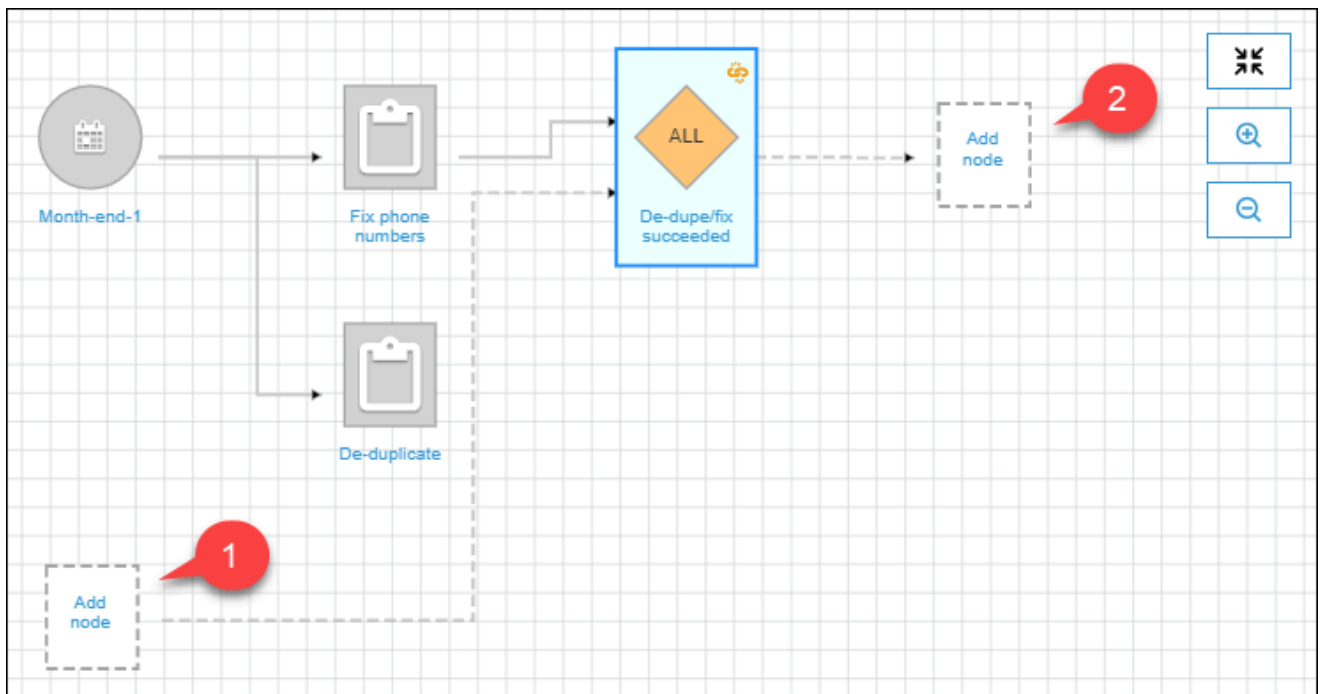 Month-end-1
Fix phone
numbers
ALL
De-dupe/fix
succeeded
Add
node
2
De-duplicate
1
Add
node